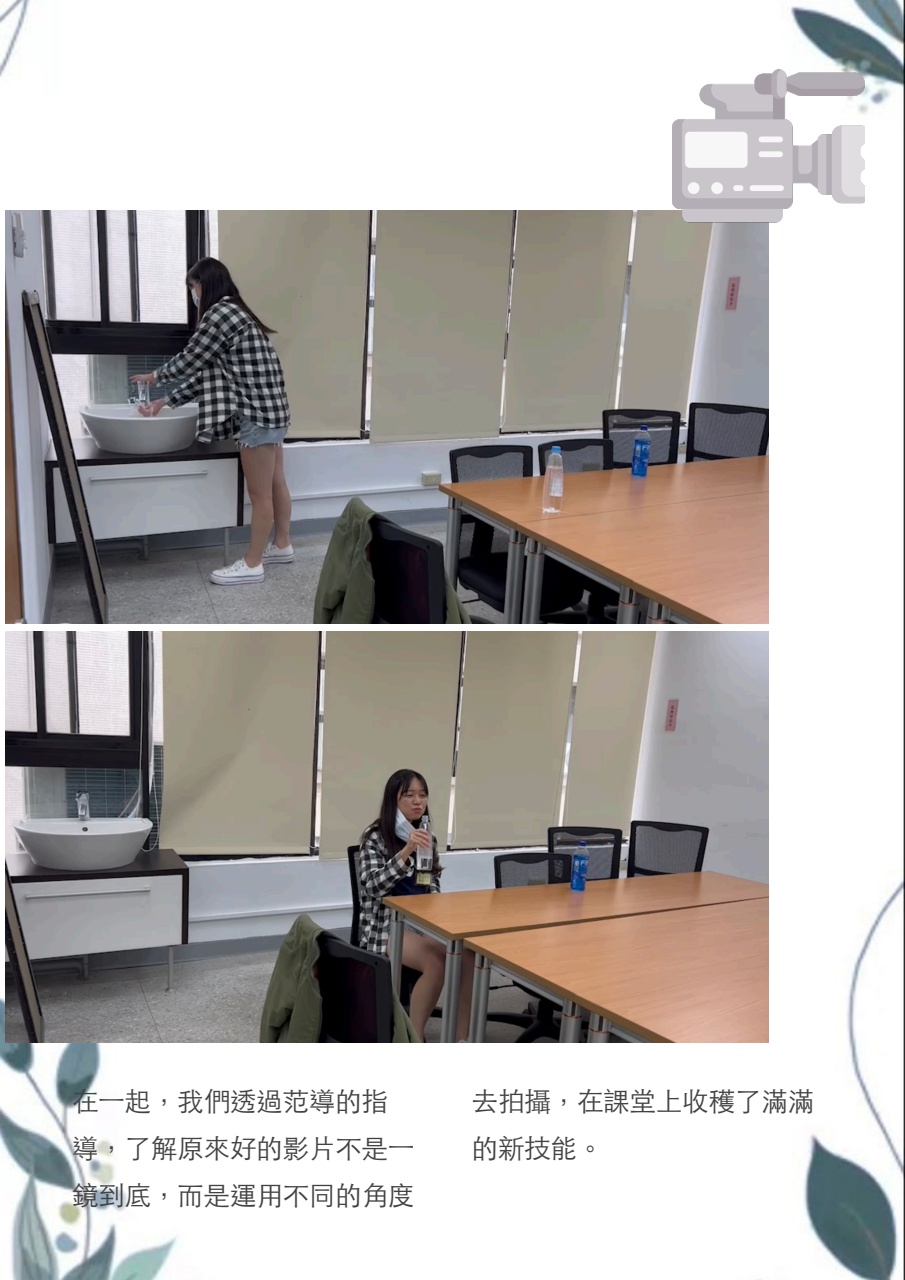 在一起，我們透過范導的指
導，了解原來好的影片不是一
鏡到底，而是運用不同的角度
去拍攝，在課堂上收穫了滿滿
的新技能。